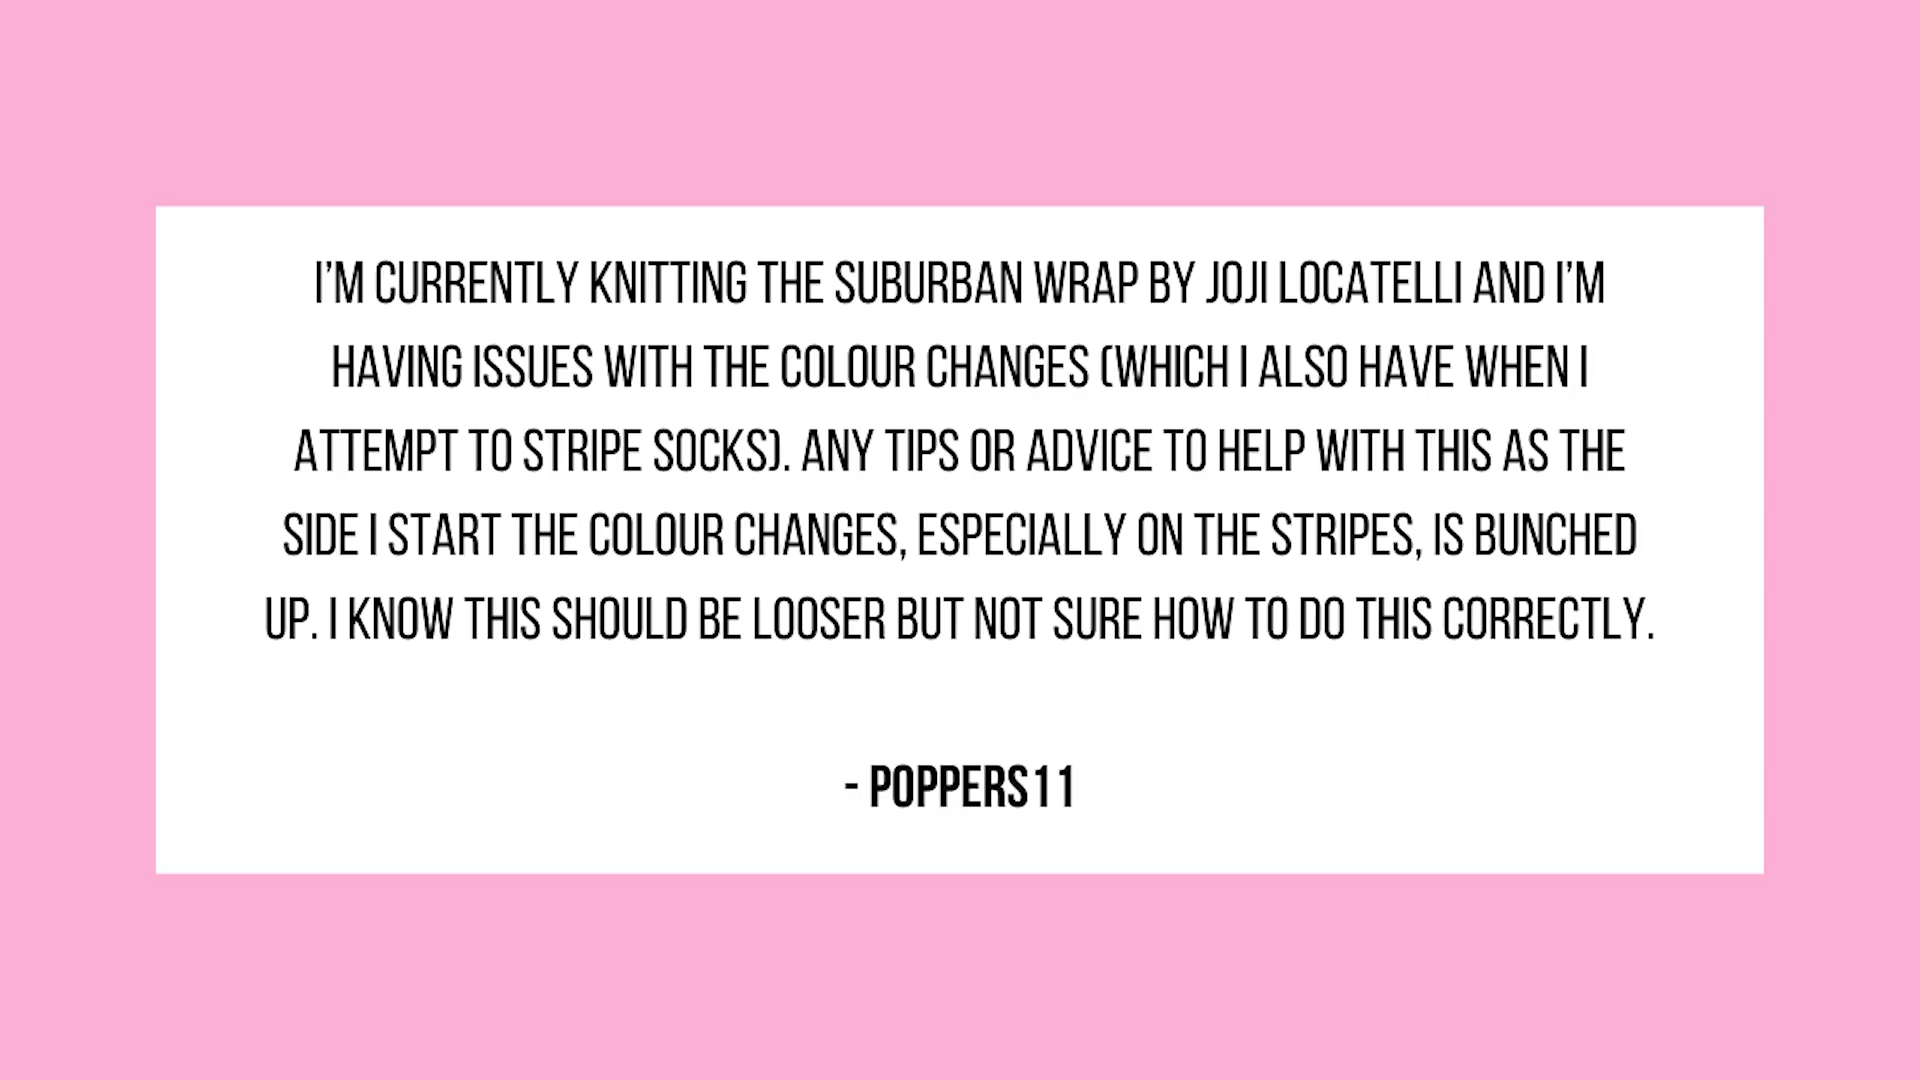 I'M CURRENTLY KNITTING THE SUBURBAN WRAP BY JOJI LOCATELLI AND I'M
HAVING ISSUES WITH THE COLOUR CHANGES (WHICH I ALSO HAVE WHEN I
ATTEMPT TO STRIPE SOCKS). ANY TIPS OR ADVICE TO HELP WITH THIS AS THE
SIDE I START THE COLOUR CHANGES, ESPECIALLY ON THE STRIPES, IS BUNCHED
UP. I KNOW THIS SHOULD BE LOOSER BUT NOT SURE HOW TO DO THIS CORRECTLY.
- POPPERS11